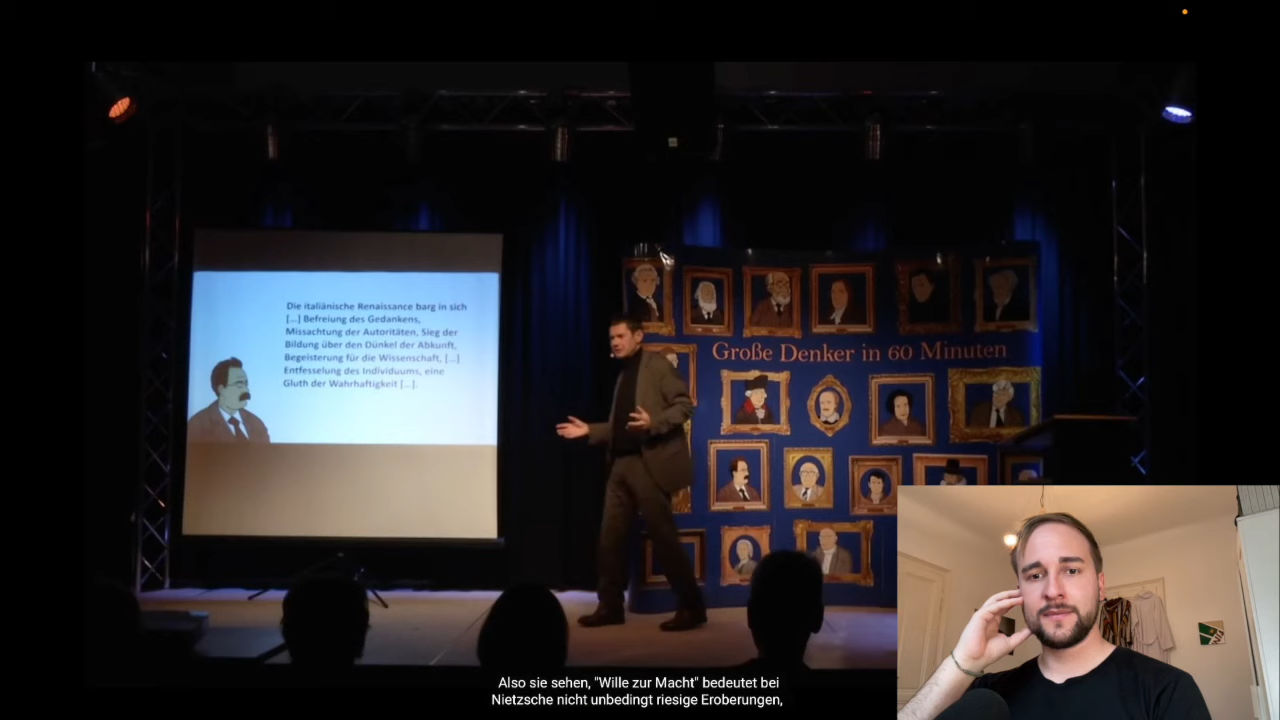 Die italiänische Renaissance barg in sich
[...] Befreiung des Gedankens,
Missachtung der Autoritäten, Sieg der
Bildung über den Dünkel der Abkunft,
Begeisterung für die Wissenschaft, [...]
Entfesselung des Individuums, eine
Gluth der Wahrhaftigkeit [...].
Große Denker in 60 Minuten
Also sie sehen, "Wille zur Macht" bedeutet bei
Nietzsche nicht unbedingt riesige Eroberungen,